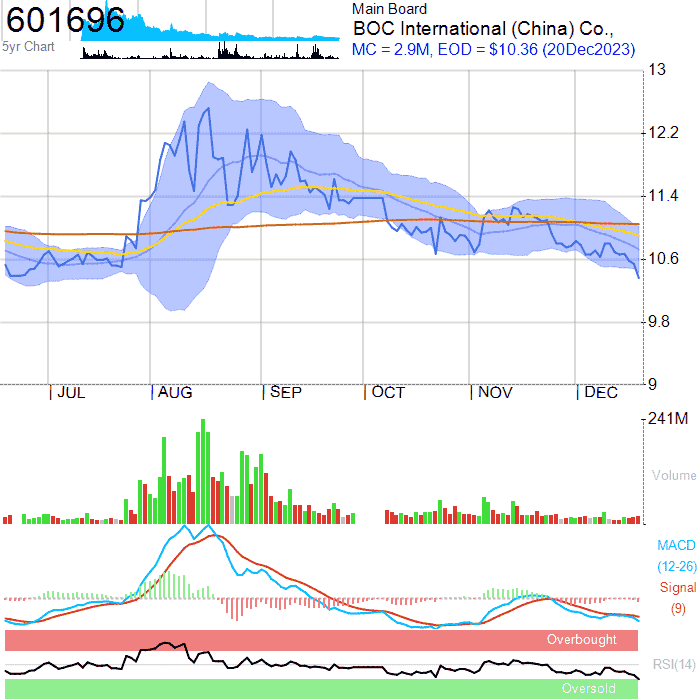 601696
5yr Chart
Main Board
BOC International (China) Co.,
MC = 2.9M, EOD = $10.36 (20Dec2023)
13
12.2
11.4
10.6
9.8
9
JUL
AUG
SEP
OCT
NOV
DEC
241M
Volume
MACD
(12-26)
Signal
(9)
Overbought
RSI(14)
Oversold